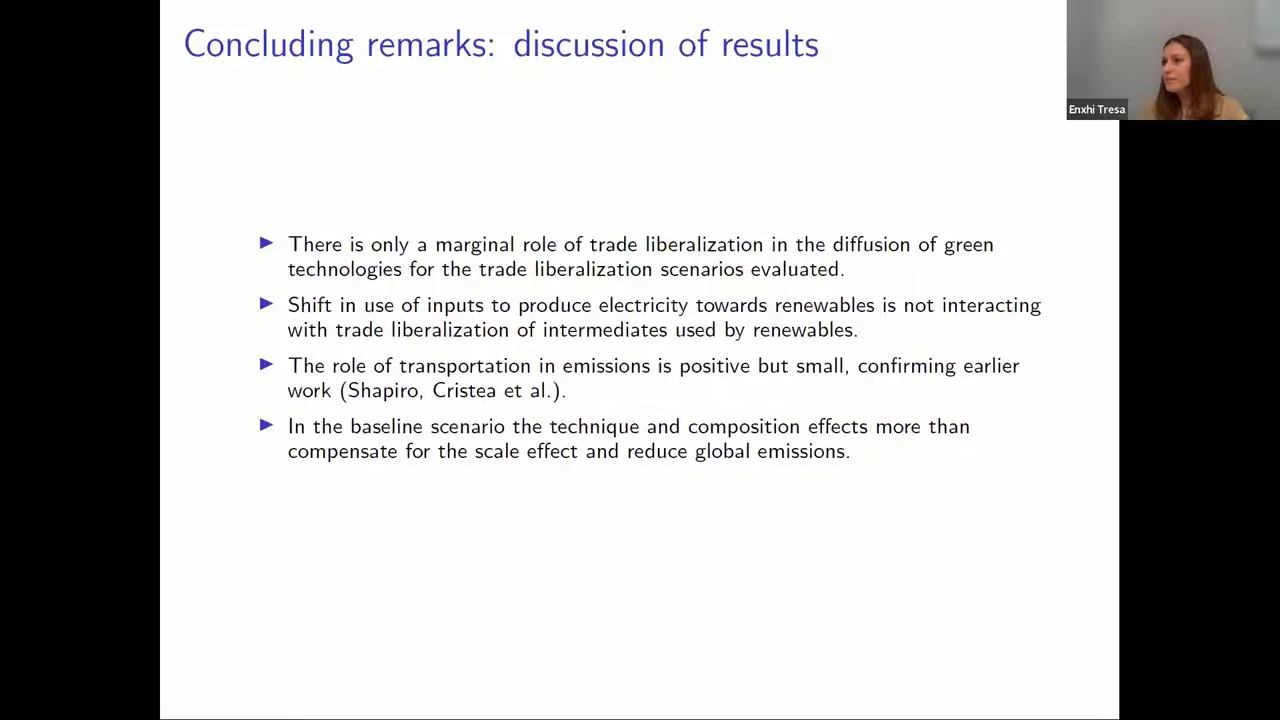 Concluding remarks: discussion of results
Enxhi Tresa
▶ There is only a marginal role of trade liberalization in the diffusion of green
technologies for the trade liberalization scenarios evaluated.
▶ Shift in use of inputs to produce electricity towards renewables is not interacting
with trade liberalization of intermediates used by renewables.
▶ The role of transportation in emissions is positive but small, confirming earlier
work (Shapiro, Cristea et al.).
▶ In the baseline scenario the technique and composition effects more than
compensate for the scale effect and reduce global emissions.